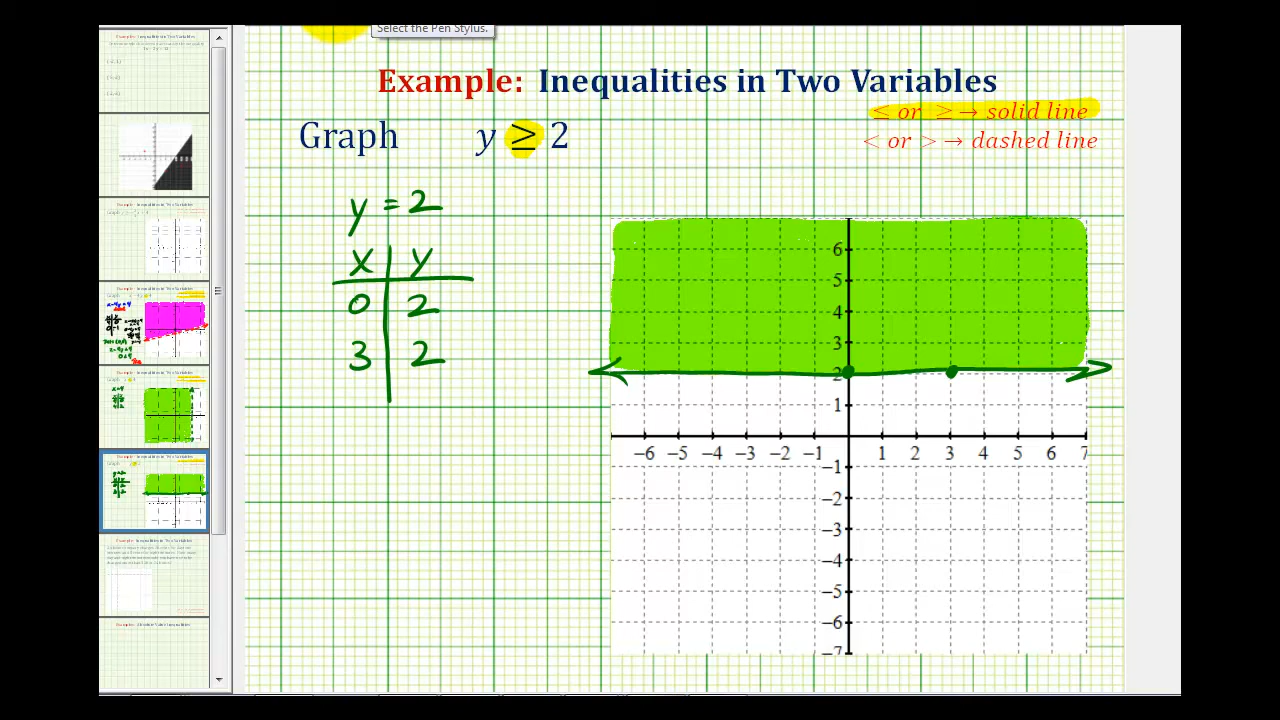 Select the Pen Stylus.
Example: Inequalities in Two Variables
≤ or ≥ → solid line
Graph y ≥ 2
< or > → dashed line
y = 2
x y
0 2
3 2
6
5
4
3
2
1
−6 −5 −4 −3 −2 −1 1 2 3 4 5 6 7
−1
−2
−3
−4
−5
−6
−7